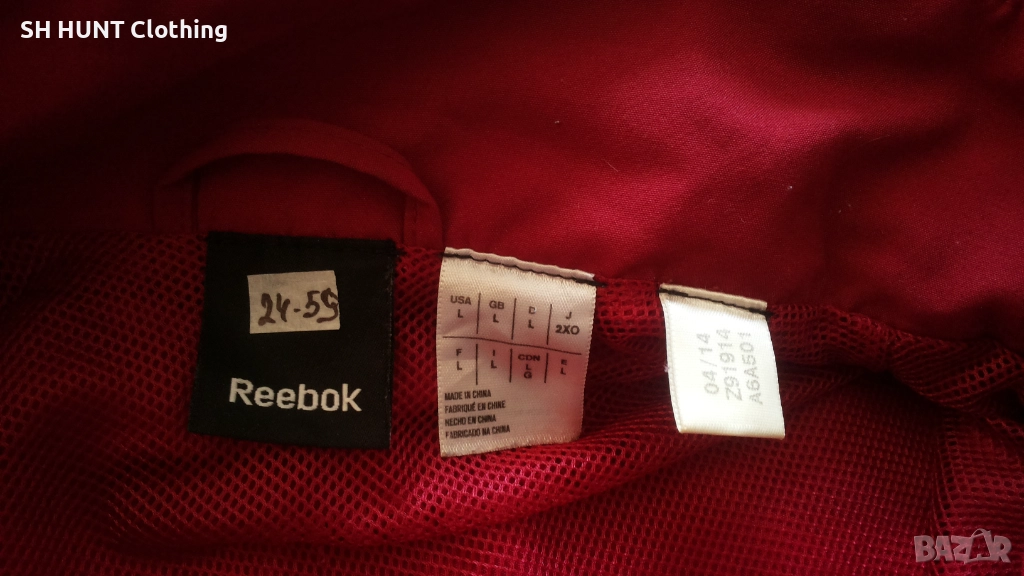 SH HUNT Clothing
24-59
Reebok
USA GB D J
L L L 2XO
F I CDN E
L L L L
G
MADE IN CHINA
FABRIQUÉ EN CHINE
HECHO EN CHINA
FABRICADO NA CHINA
04/14
Z91914
A6A501
BAZAR